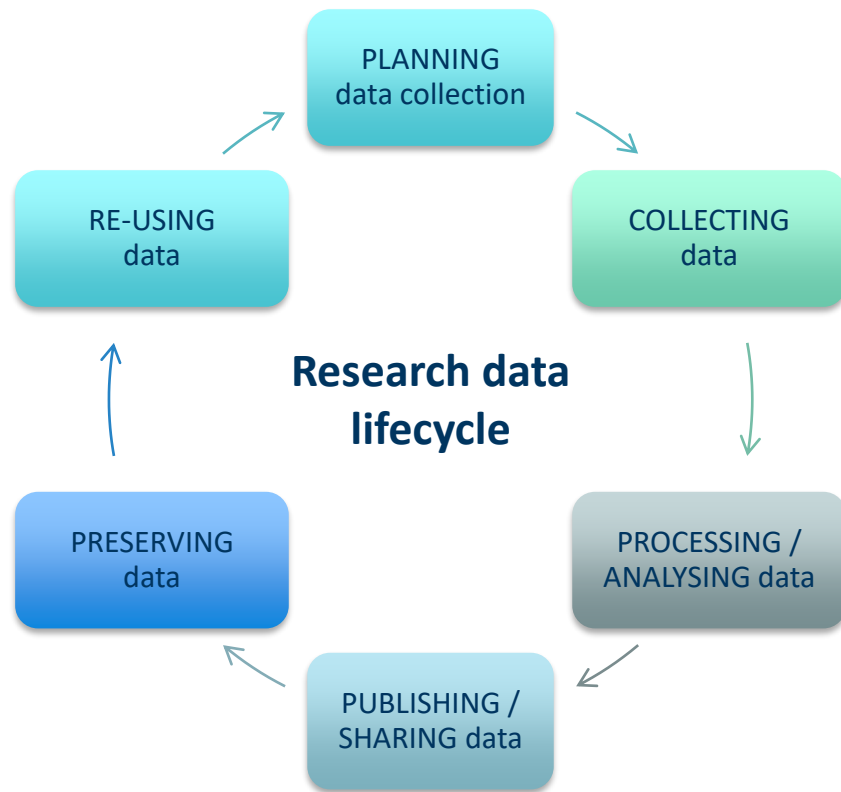 PLANNING
data collection
COLLECTING
data
PROCESSING /
ANALYSING data
PUBLISHING /
SHARING data
PRESERVING
data
RE-USING
data
Research data
lifecycle